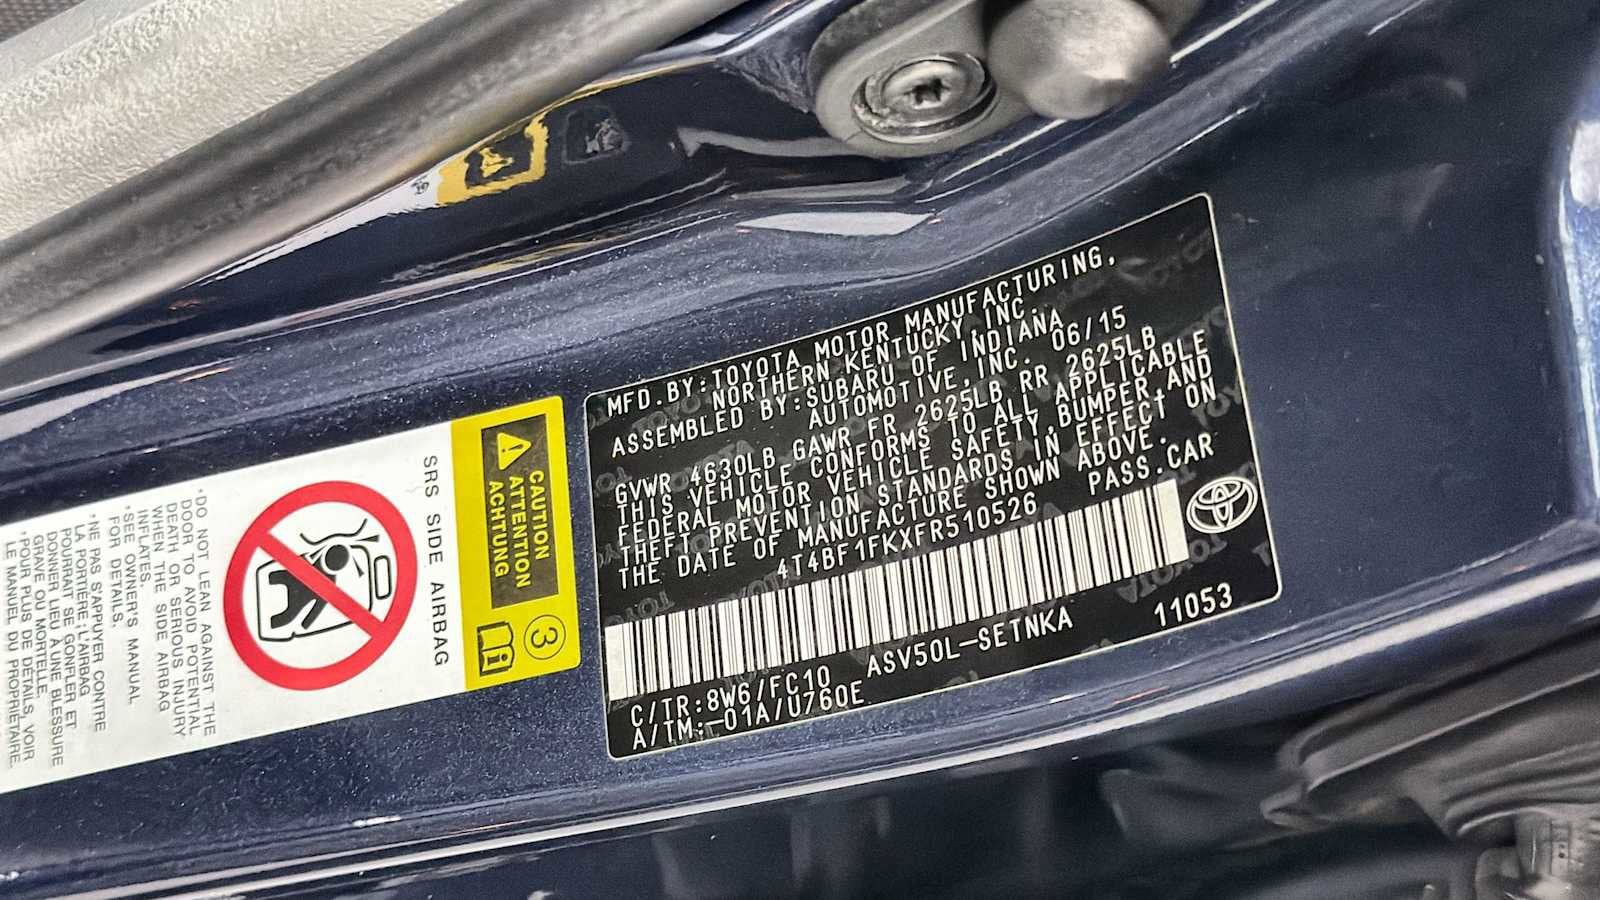 MFD.BY:TOYOTA MOTOR MANUFACTURING,
NORTHERN KENTUCKY,INC.
ASSEMBLED BY:SUBARU OF INDIANA
AUTOMOTIVE,INC. 06/15
GVWR 4630LB GAWR FR 2625LB RR 2625LB
THIS VEHICLE CONFORMS TO ALL APPLICABLE
FEDERAL MOTOR VEHICLE SAFETY,BUMPER,AND
THEFT PREVENTION STANDARDS IN EFFECT ON
THE DATE OF MANUFACTURE SHOWN ABOVE.
4T4BF1FKXFR510526 PASS.CAR
C/TR:8W6/FC10 ASV50L-SETNKA 11053
A/TM:-01A/U760E
CAUTION
ATTENTION
ACHTUNG
3
SRS SIDE AIRBAG
*DO NOT LEAN AGAINST THE
DOOR TO AVOID POTENTIAL
DEATH OR SERIOUS INJURY
WHEN THE SIDE AIRBAG
INFLATES.
*SEE OWNER'S MANUAL
FOR DETAILS.
*NE PAS S'APPUYER CONTRE
LA PORTIÈRE; L'AIRBAG
POURRAIT SE GONFLER ET
DONNER LIEU À UNE BLESSURE
GRAVE OU MORTELLE.
*POUR PLUS DE DÉTAILS, VOIR
LE MANUEL DU PROPRIÉTAIRE.